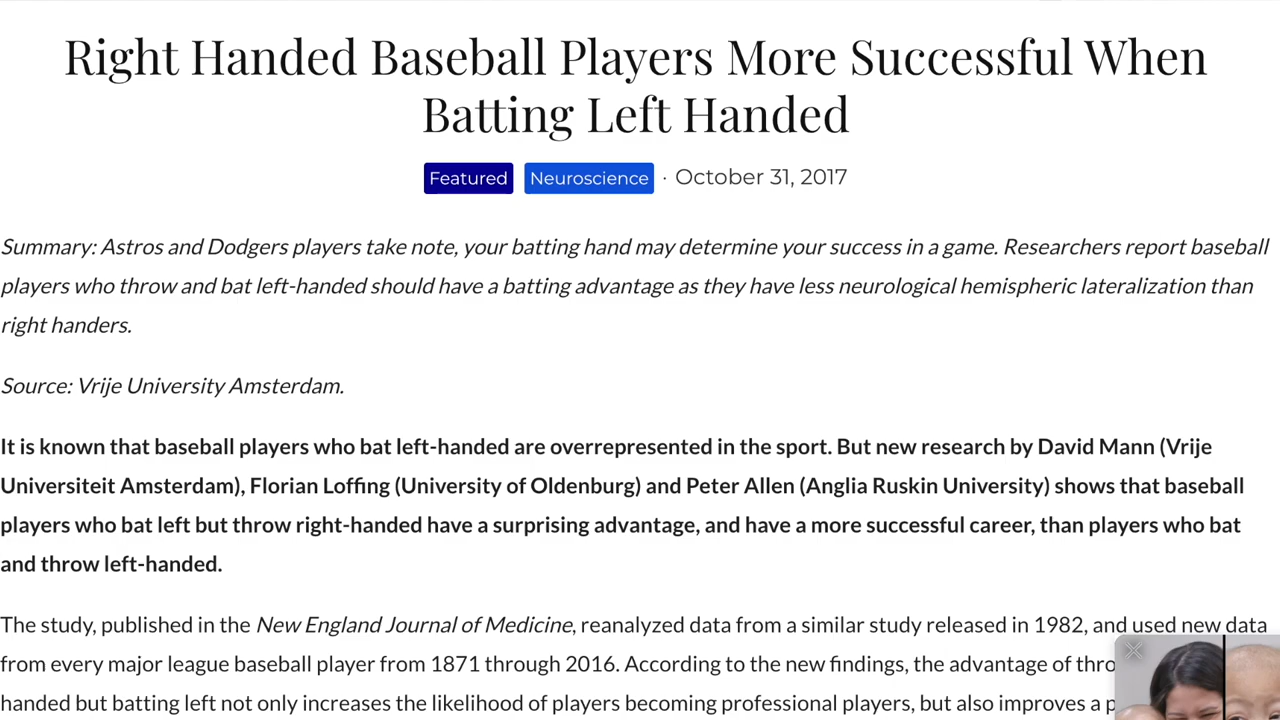 Right Handed Baseball Players More Successful When
Batting Left Handed
Featured Neuroscience · October 31, 2017
Summary: Astros and Dodgers players take note, your batting hand may determine your success in a game. Researchers report baseball
players who throw and bat left-handed should have a batting advantage as they have less neurological hemispheric lateralization than
right handers.
Source: Vrije University Amsterdam.
It is known that baseball players who bat left-handed are overrepresented in the sport. But new research by David Mann (Vrije
Universiteit Amsterdam), Florian Loffing (University of Oldenburg) and Peter Allen (Anglia Ruskin University) shows that baseball
players who bat left but throw right-handed have a surprising advantage, and have a more successful career, than players who bat
and throw left-handed.
The study, published in the New England Journal of Medicine, reanalyzed data from a similar study released in 1982, and used new data
from every major league baseball player from 1871 through 2016. According to the new findings, the advantage of thro
handed but batting left not only increases the likelihood of players becoming professional players, but also improves a p